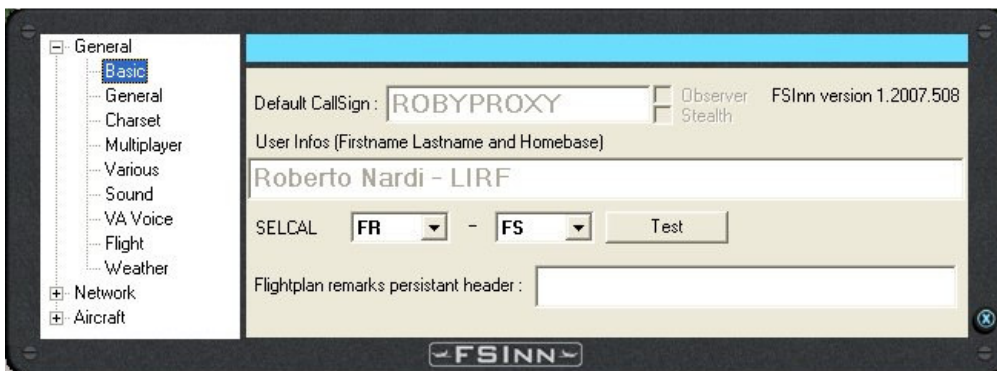 General
Basic
General
Charset
Multiplayer
Various
Sound
VA Voice
Flight
Weather
Network
Aircraft
Default CallSign : ROBYPROXY
Observer
Stealth
FSInn version 1.2007.508
User Infos (Firstname Lastname and Homebase)
Roberto Nardi - LIRF
SELCAL FR - FS Test
Flightplan remarks persistant header :
FSINN